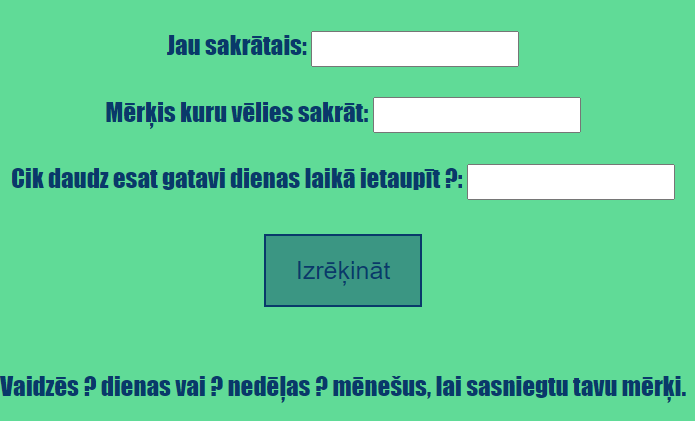 Jau sakrātais:
Mērķis kuru vēlies sakrāt:
Cik daudz esat gatavi dienas laikā ietaupīt ?:
Izrēķināt
Vaidzēs ? dienas vai ? nedēļas ? mēnešus, lai sasniegtu tavu mērķi.